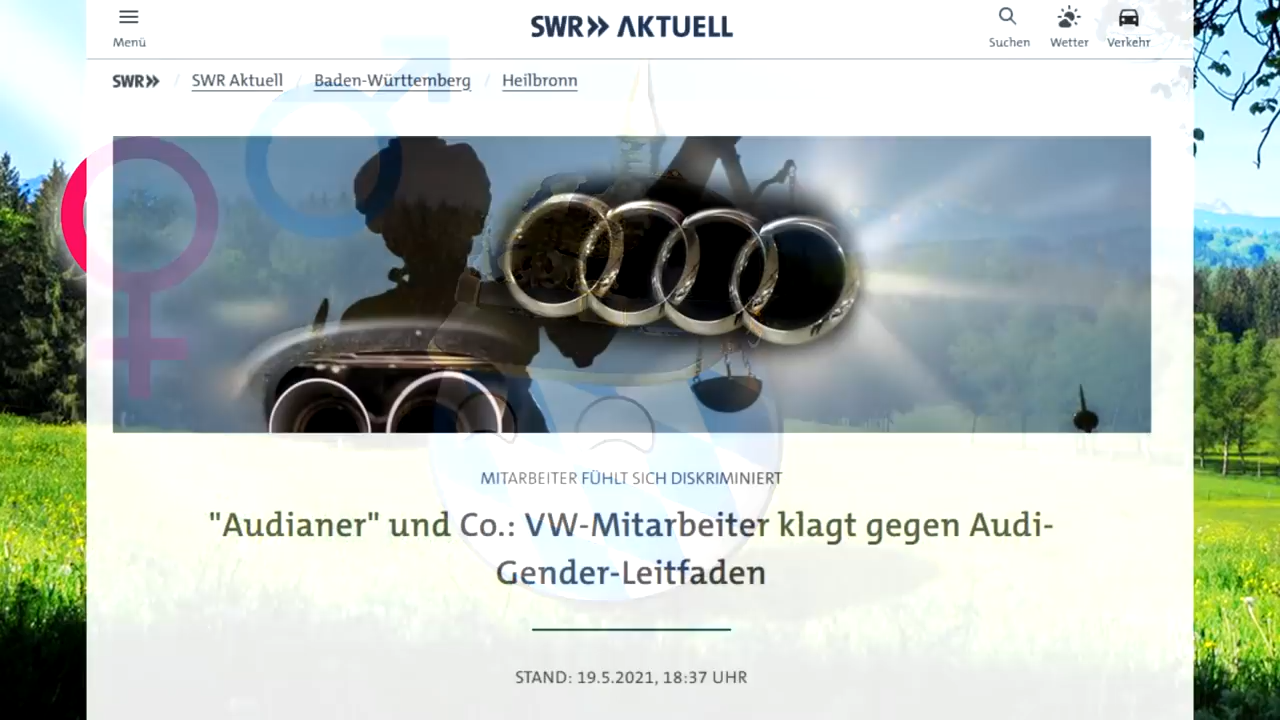 Menü
SWR» AKTUELL
Suchen
Wetter
Verkehr
SWR» / SWR Aktuell / Baden-Württemberg / Heilbronn
MITARBEITER FÜHLT SICH DISKRIMINIERT
"Audianer" und Co.: VW-Mitarbeiter klagt gegen Audi-
Gender-Leitfaden
STAND: 19.5.2021, 18:37 UHR